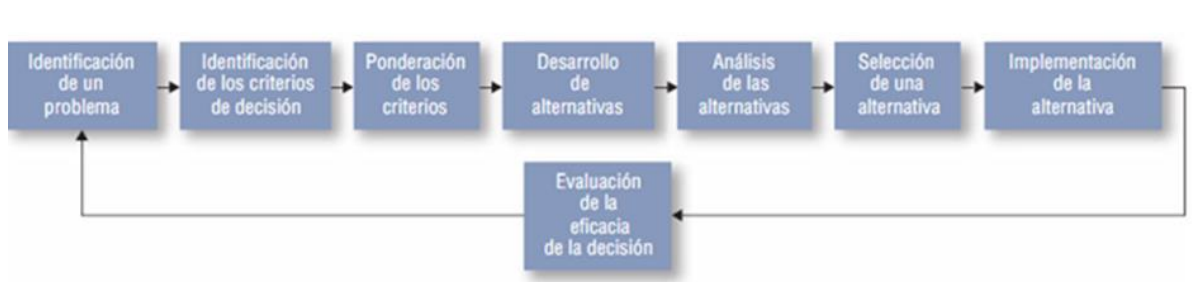 Identificación
de un
problema
Identificación
de los criterios
de decisión
Ponderación
de los
criterios
Desarrollo
de
alternativas
Análisis
de las
alternativas
Selección
de una
alternativa
Implementación
de la
alternativa
Evaluación
de la
eficacia
de la decisión